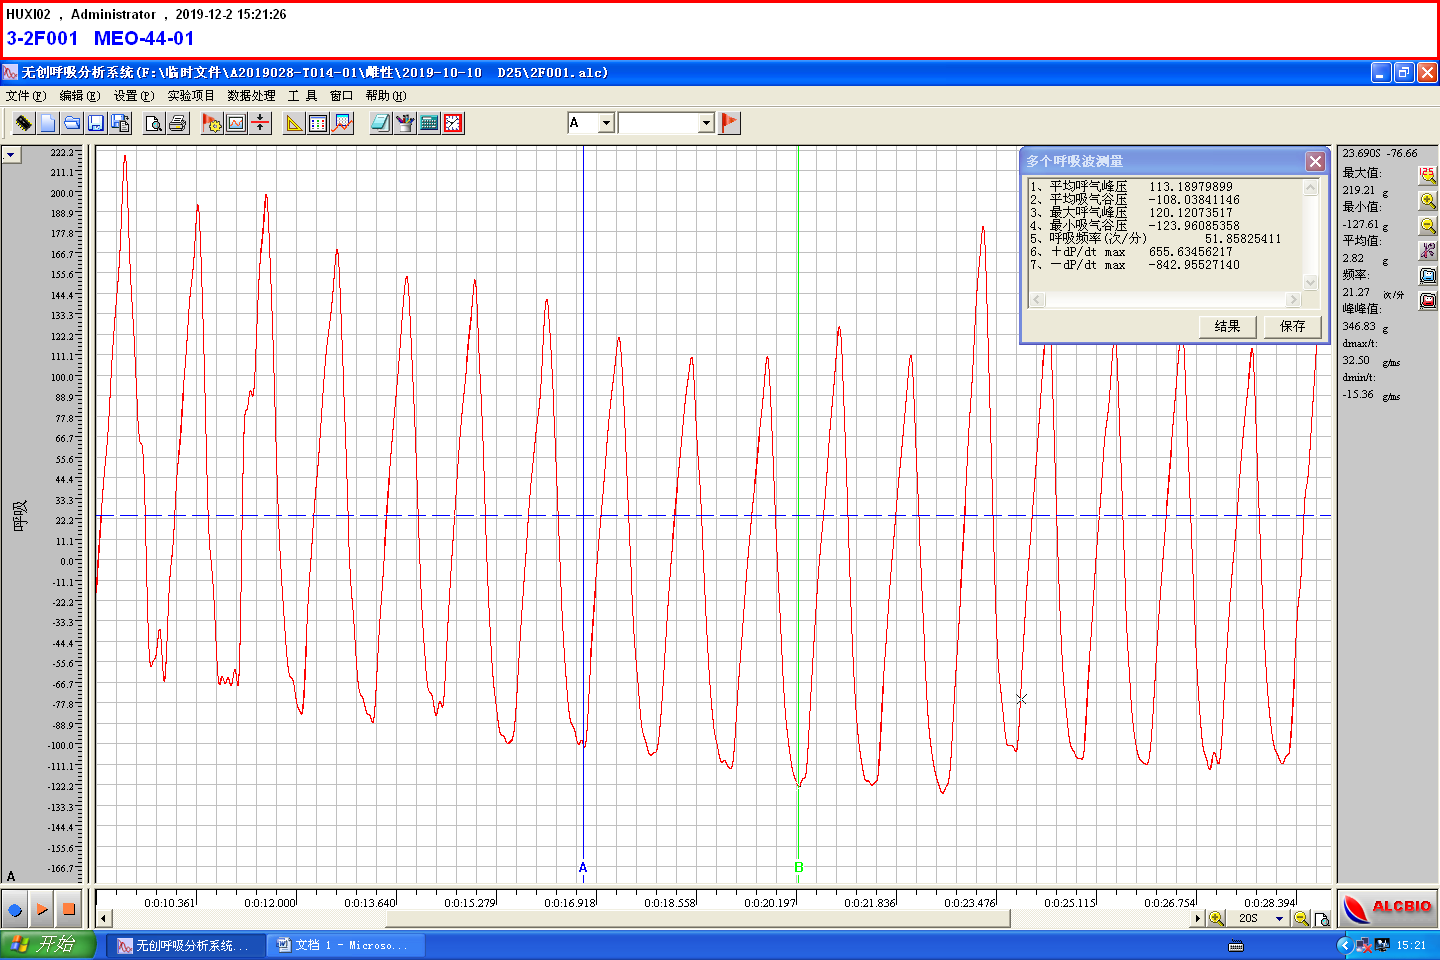 HUXI02 , Administrator , 2019-12-2 15:21:26
3-2F001 MEO-44-01
无创呼吸分析系统(F:\临时文件\A2019028-T014-01\雌性\2019-10-10 D25\2F001.alc)
文件(F) 编辑(E) 设置(P) 实验项目 数据处理 工 具 窗口 帮助(H)
A
222.2
211.1
200.0
188.9
177.8
166.7
155.6
144.4
133.3
122.2
111.1
100.0
88.9
77.8
66.7
55.6
44.4
33.3
22.2
11.1
0.0
-11.1
-22.2
-33.3
-44.4
-55.6
-66.7
-77.8
-88.9
-100.0
-111.1
-122.2
-133.3
-144.4
-155.6
-166.7
呼吸
A
A
B
多个呼吸波测量
1、平均呼气峰压 113.18979899
2、平均吸气谷压 -108.03841146
3、最大呼气峰压 120.12073517
4、最小吸气谷压 -123.96085358
5、呼吸频率(次/分) 51.85825411
6、＋dP/dt max 655.63456217
7、－dP/dt max -842.95527140
结果 保存
23.690S -76.66
最大值:
219.21 g
最小值:
-127.61 g
平均值:
2.82 g
频率:
21.27 次/分
峰峰值:
346.83 g
dmax/t:
32.50 g/ms
dmin/t:
-15.36 g/ms
125
0:0:10.361 0:0:12.000 0:0:13.640 0:0:15.279 0:0:16.918 0:0:18.558 0:0:20.197 0:0:21.836 0:0:23.476 0:0:25.115 0:0:26.754 0:0:28.394
20S
ALCBIO
开始 无创呼吸分析系统... 文档 1 - Microso... 15:21